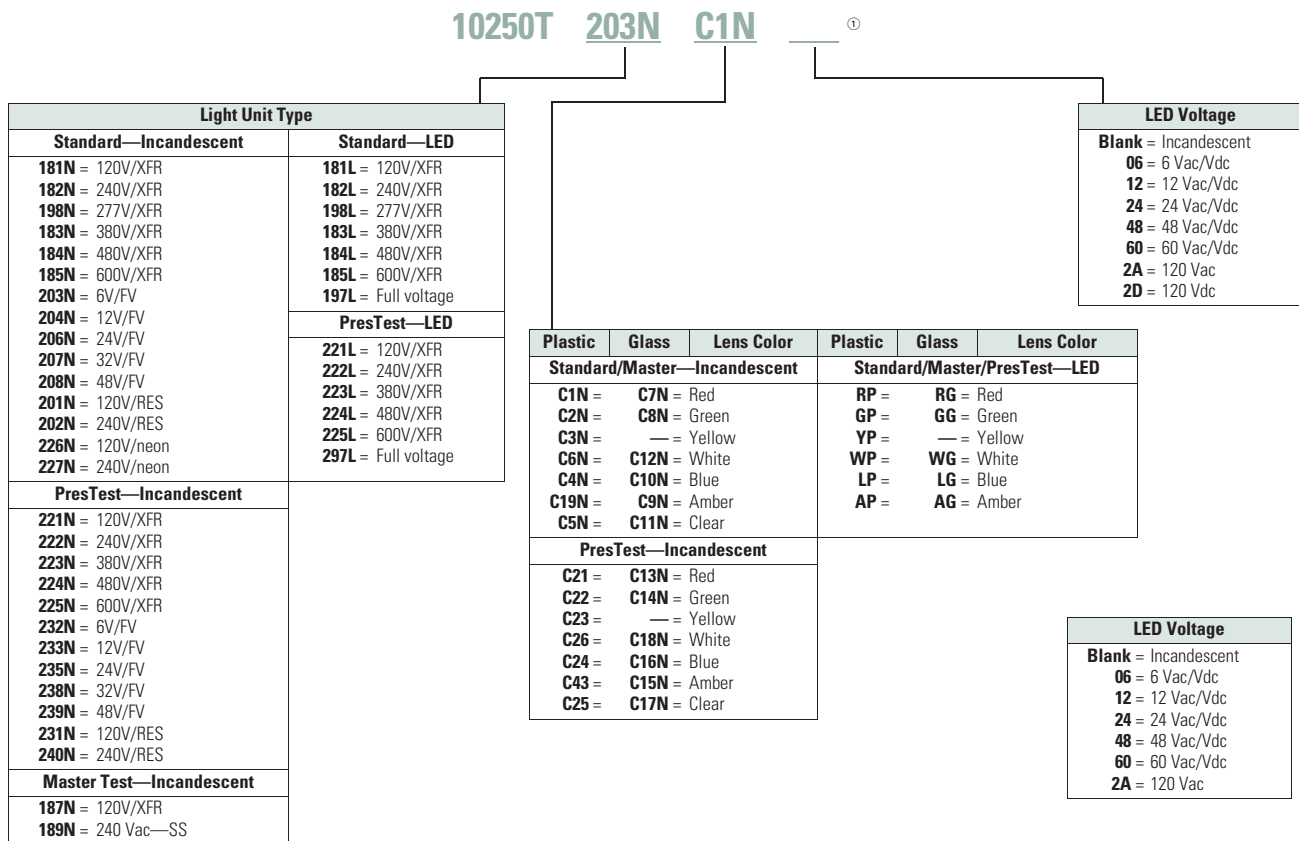 10250T 203N C1N ___ ①
Light Unit Type
Standard—Incandescent
181N = 120V/XFR
182N = 240V/XFR
198N = 277V/XFR
183N = 380V/XFR
184N = 480V/XFR
185N = 600V/XFR
203N = 6V/FV
204N = 12V/FV
206N = 24V/FV
207N = 32V/FV
208N = 48V/FV
201N = 120V/RES
202N = 240V/RES
226N = 120V/neon
227N = 240V/neon
PresTest—Incandescent
221N = 120V/XFR
222N = 240V/XFR
223N = 380V/XFR
224N = 480V/XFR
225N = 600V/XFR
232N = 6V/FV
233N = 12V/FV
235N = 24V/FV
238N = 32V/FV
239N = 48V/FV
231N = 120V/RES
240N = 240V/RES
Master Test—Incandescent
187N = 120V/XFR
189N = 240 Vac—SS
Standard—LED
181L = 120V/XFR
182L = 240V/XFR
198L = 277V/XFR
183L = 380V/XFR
184L = 480V/XFR
185L = 600V/XFR
197L = Full voltage
PresTest—LED
221L = 120V/XFR
222L = 240V/XFR
223L = 380V/XFR
224L = 480V/XFR
225L = 600V/XFR
297L = Full voltage
Plastic Glass Lens Color
Standard/Master—Incandescent
C1N = C7N = Red
C2N = C8N = Green
C3N = — = Yellow
C6N = C12N = White
C4N = C10N = Blue
C19N = C9N = Amber
C5N = C11N = Clear
PresTest—Incandescent
C21 = C13N = Red
C22 = C14N = Green
C23 = — = Yellow
C26 = C18N = White
C24 = C16N = Blue
C43 = C15N = Amber
C25 = C17N = Clear
Plastic Glass Lens Color
Standard/Master/PresTest—LED
RP = RG = Red
GP = GG = Green
YP = — = Yellow
WP = WG = White
LP = LG = Blue
AP = AG = Amber
LED Voltage
Blank = Incandescent
06 = 6 Vac/Vdc
12 = 12 Vac/Vdc
24 = 24 Vac/Vdc
48 = 48 Vac/Vdc
60 = 60 Vac/Vdc
2A = 120 Vac
2D = 120 Vdc
LED Voltage
Blank = Incandescent
06 = 6 Vac/Vdc
12 = 12 Vac/Vdc
24 = 24 Vac/Vdc
48 = 48 Vac/Vdc
60 = 60 Vac/Vdc
2A = 120 Vac